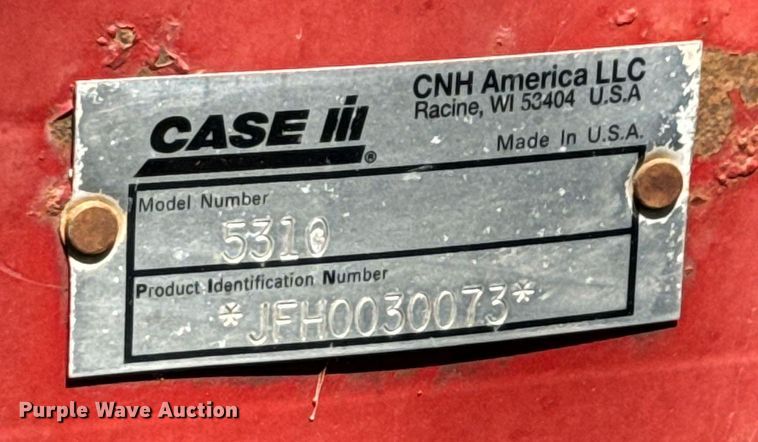 CASE IH ®
CNH America LLC
Racine, WI 53404 U.S.A
Made In U.S.A.
Model Number
5310
Product Identification Number
*JFH0030073*
Purple Wave Auction